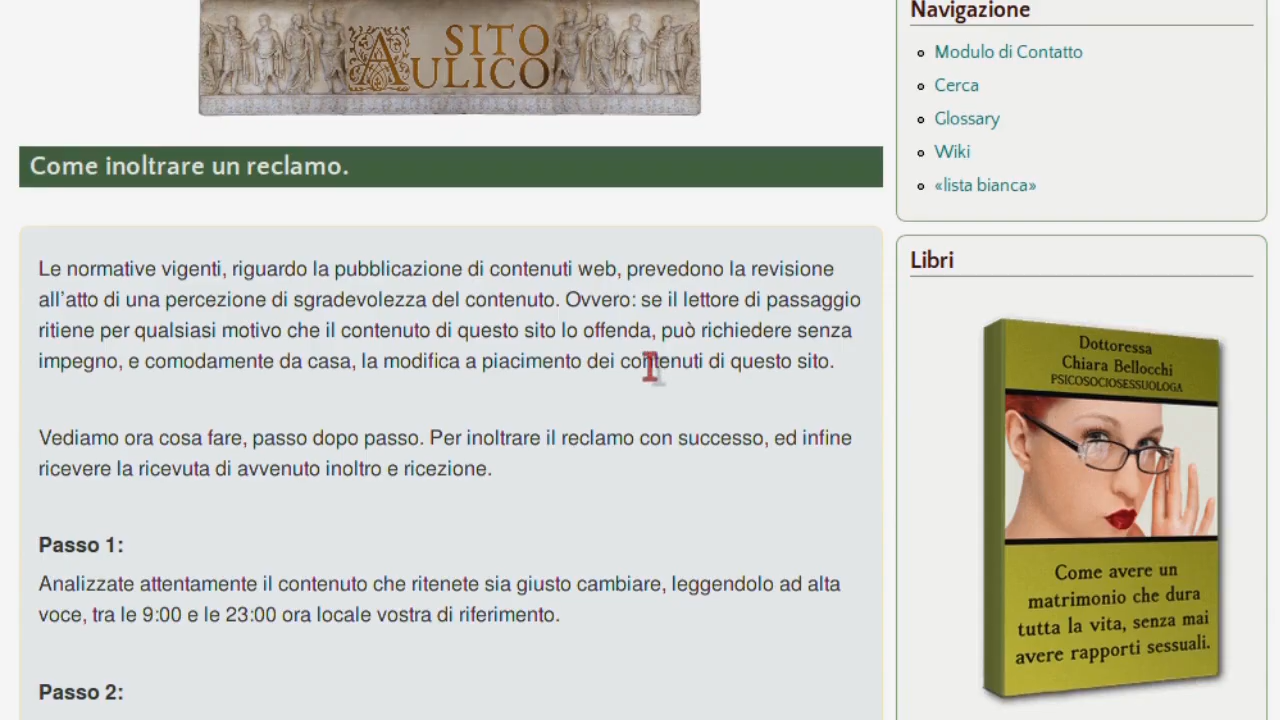 SITO
AULICO
Come inoltrare un reclamo.
Le normative vigenti, riguardo la pubblicazione di contenuti web, prevedono la revisione
all’atto di una percezione di sgradevolezza del contenuto. Ovvero: se il lettore di passaggio
ritiene per qualsiasi motivo che il contenuto di questo sito lo offenda, può richiedere senza
impegno, e comodamente da casa, la modifica a piacimento dei contenuti di questo sito.
Vediamo ora cosa fare, passo dopo passo. Per inoltrare il reclamo con successo, ed infine
ricevere la ricevuta di avvenuto inoltro e ricezione.
Passo 1:
Analizzate attentamente il contenuto che ritenete sia giusto cambiare, leggendolo ad alta
voce, tra le 9:00 e le 23:00 ora locale vostra di riferimento.
Passo 2:
Navigazione
Modulo di Contatto
Cerca
Glossary
Wiki
«lista bianca»
Libri
Dottoressa
Chiara Bellocchi
PSICOSOCIOSESSUOLOGA
Come avere un
matrimonio che dura
tutta la vita, senza mai
avere rapporti sessuali.